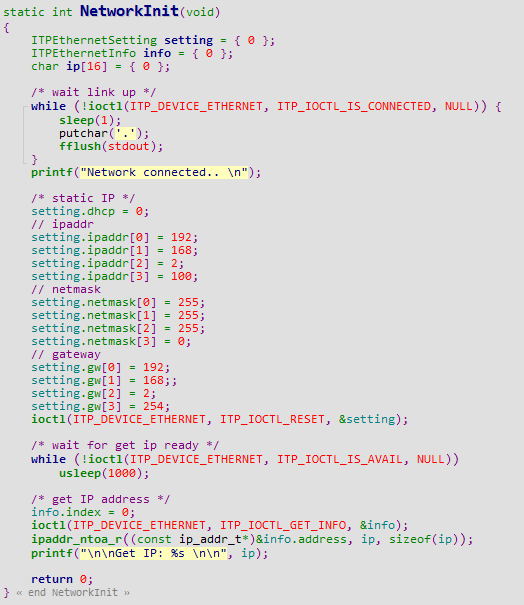 static int NetworkInit(void)
{
ITPEthernetSetting setting = { 0 };
ITPEthernetInfo info = { 0 };
char ip[16] = { 0 };
/* wait link up */
while (!ioctl(ITP_DEVICE_ETHERNET, ITP_IOCTL_IS_CONNECTED, NULL)) {
sleep(1);
putchar('.');
fflush(stdout);
}
printf("Network connected.. \n");
/* static IP */
setting.dhcp = 0;
// ipaddr
setting.ipaddr[0] = 192;
setting.ipaddr[1] = 168;
setting.ipaddr[2] = 2;
setting.ipaddr[3] = 100;
// netmask
setting.netmask[0] = 255;
setting.netmask[1] = 255;
setting.netmask[2] = 255;
setting.netmask[3] = 0;
// gateway
setting.gw[0] = 192;
setting.gw[1] = 168;;
setting.gw[2] = 2;
setting.gw[3] = 254;
ioctl(ITP_DEVICE_ETHERNET, ITP_IOCTL_RESET, &setting);
/* wait for get ip ready */
while (!ioctl(ITP_DEVICE_ETHERNET, ITP_IOCTL_IS_AVAIL, NULL))
usleep(1000);
/* get IP address */
info.index = 0;
ioctl(ITP_DEVICE_ETHERNET, ITP_IOCTL_GET_INFO, &info);
ipaddr_ntoa_r((const ip_addr_t*)&info.address, ip, sizeof(ip));
printf("\n\nGet IP: %s \n\n", ip);
return 0;
} « end NetworkInit »